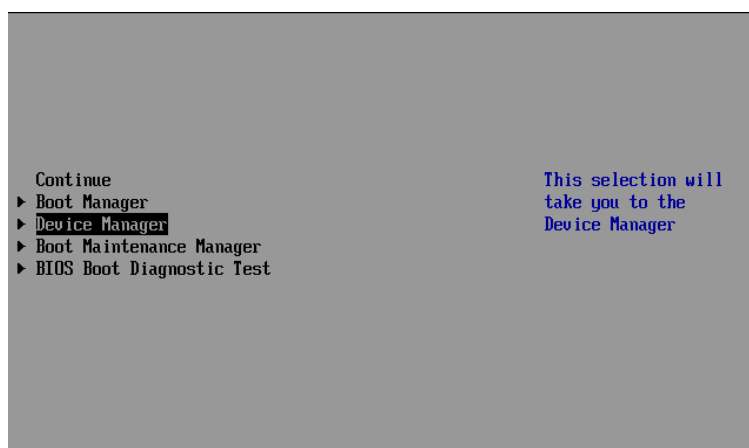 Continue
Boot Manager
Device Manager
Boot Maintenance Manager
BIOS Boot Diagnostic Test
This selection will
take you to the
Device Manager